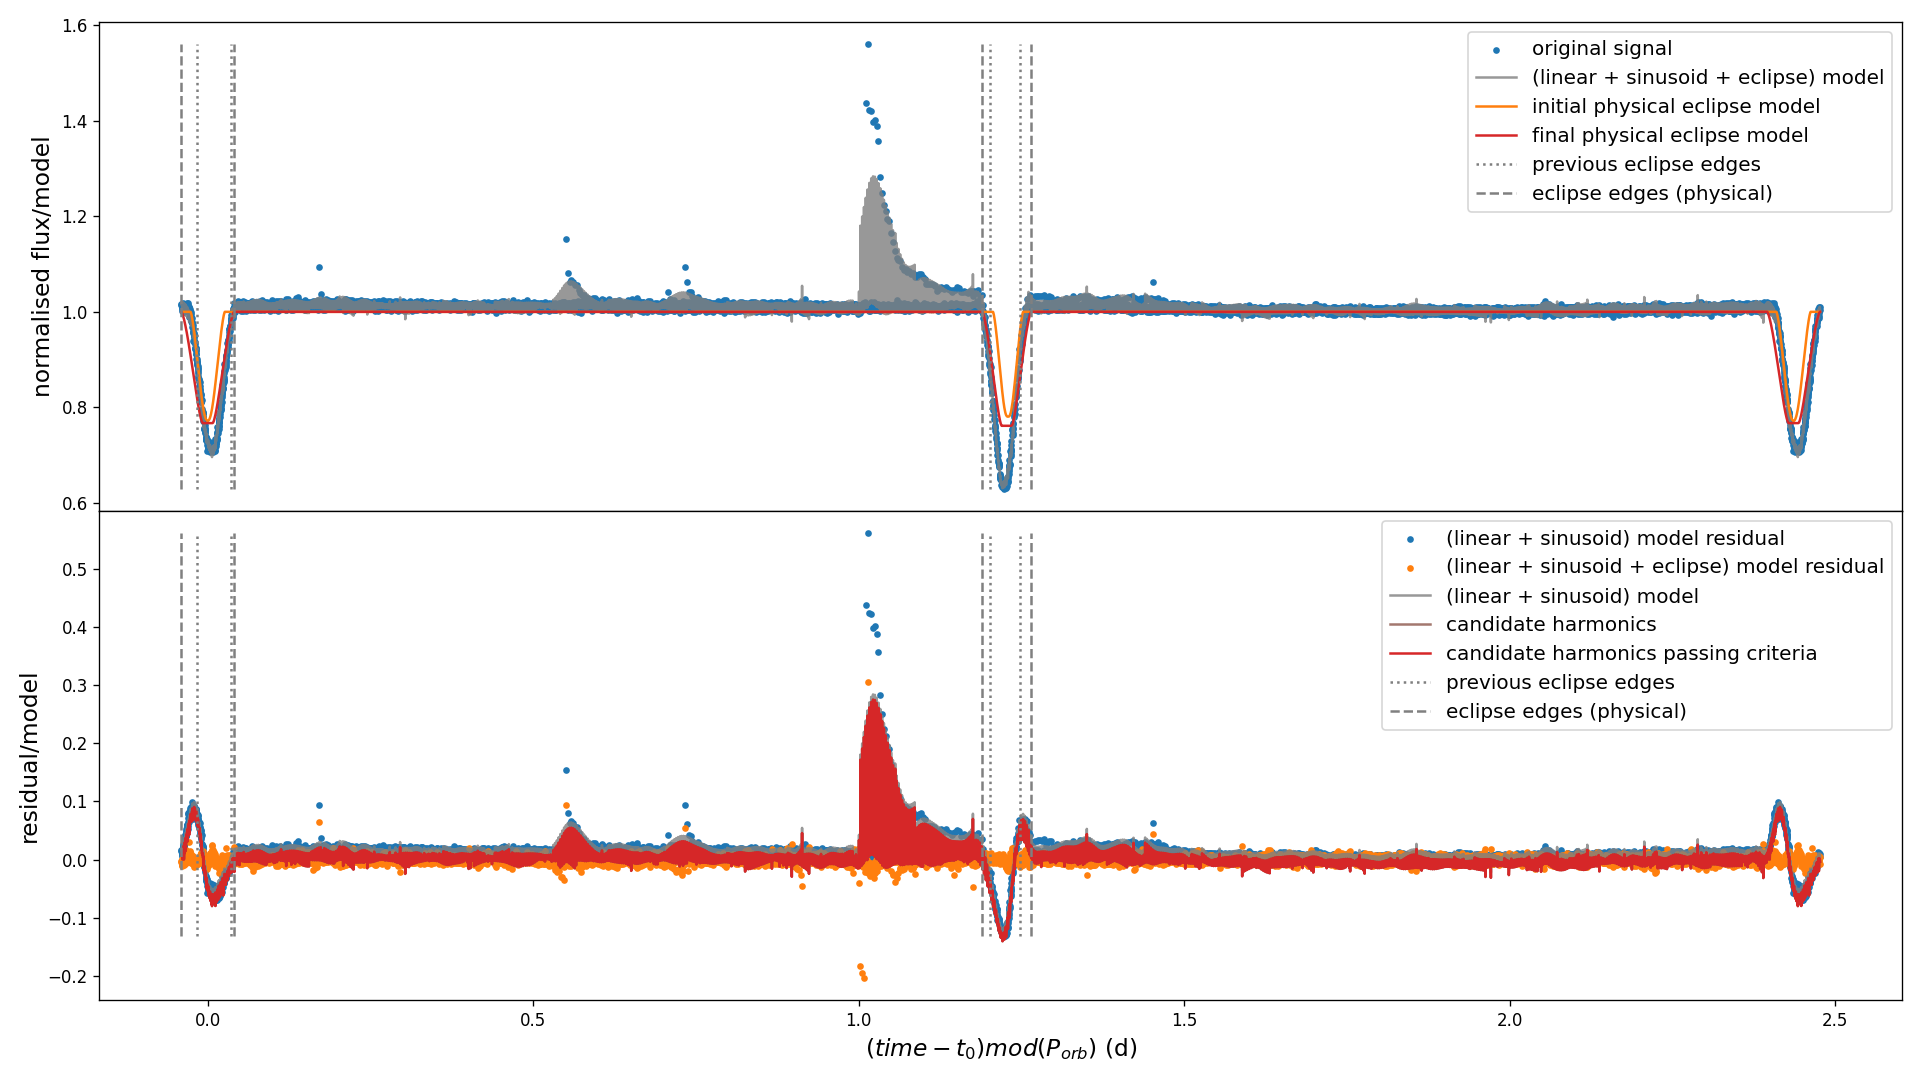 1.6
1.4
1.2
1.0
0.8
0.6
normalised flux/model
original signal
(linear + sinusoid + eclipse) model
initial physical eclipse model
final physical eclipse model
previous eclipse edges
eclipse edges (physical)
0.5
0.4
0.3
0.2
0.1
0.0
−0.1
−0.2
residual/model
(linear + sinusoid) model residual
(linear + sinusoid + eclipse) model residual
(linear + sinusoid) model
candidate harmonics
candidate harmonics passing criteria
previous eclipse edges
eclipse edges (physical)
0.0 0.5 1.0 1.5 2.0 2.5
(time − t₀)mod(P_orb) (d)